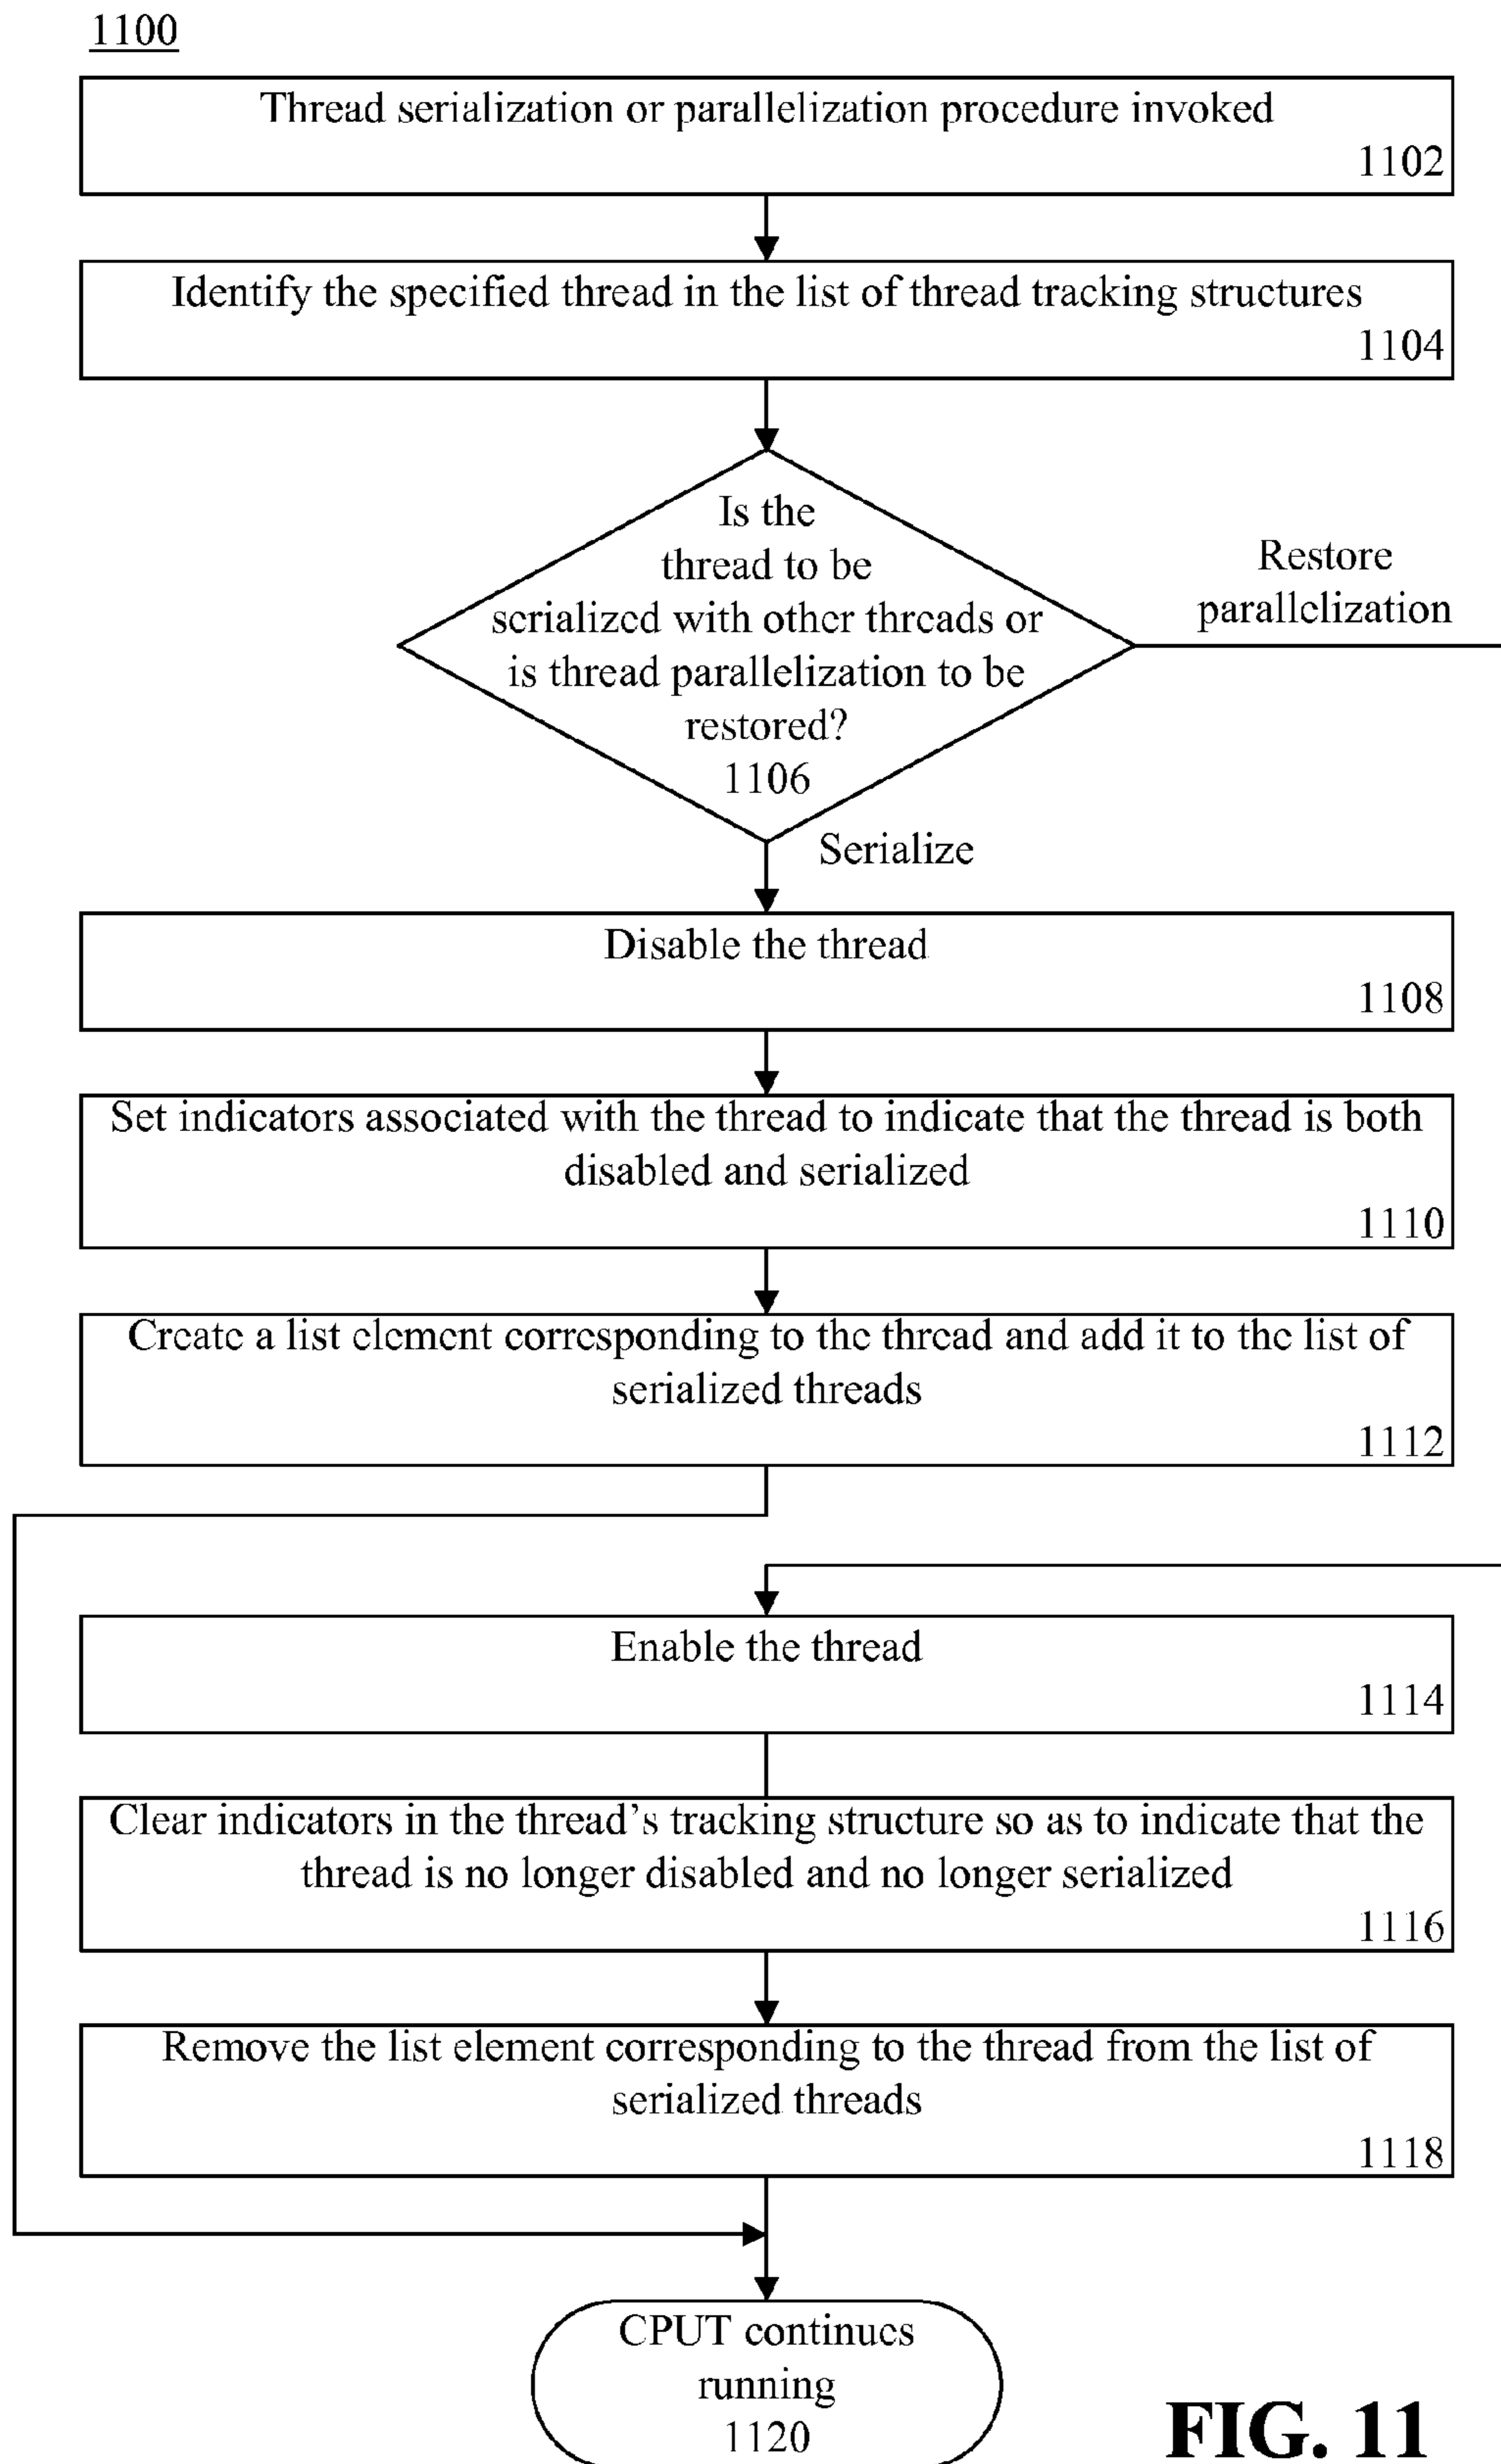 1100
Thread serialization or parallelization procedure invoked
1102
Identify the specified thread in the list of thread tracking structures
1104
Is the
thread to be
serialized with other threads or
is thread parallelization to be
restored?
1106
Restore
parallelization
Serialize
Disable the thread
1108
Set indicators associated with the thread to indicate that the thread is both
disabled and serialized
1110
Create a list element corresponding to the thread and add it to the list of
serialized threads
1112
Enable the thread
1114
Clear indicators in the thread’s tracking structure so as to indicate that the
thread is no longer disabled and no longer serialized
1116
Remove the list element corresponding to the thread from the list of
serialized threads
1118
CPUT continues
running
1120
FIG. 11